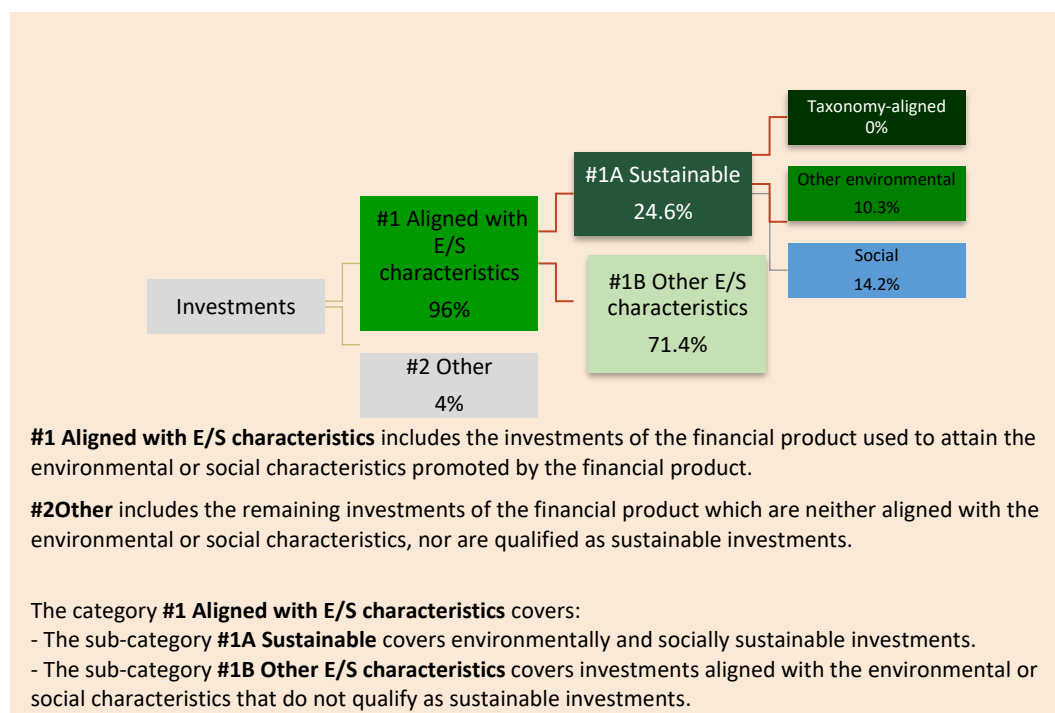 Taxonomy-aligned
0%
#1A Sustainable
24.6%
Other environmental
10.3%
#1 Aligned with
E/S
characteristics
96%
Social
14.2%
#1B Other E/S
characteristics
71.4%
Investments
#2 Other
4%
#1 Aligned with E/S characteristics includes the investments of the financial product used to attain the
environmental or social characteristics promoted by the financial product.
#2Other includes the remaining investments of the financial product which are neither aligned with the
environmental or social characteristics, nor are qualified as sustainable investments.
The category #1 Aligned with E/S characteristics covers:
- The sub-category #1A Sustainable covers environmentally and socially sustainable investments.
- The sub-category #1B Other E/S characteristics covers investments aligned with the environmental or
social characteristics that do not qualify as sustainable investments.